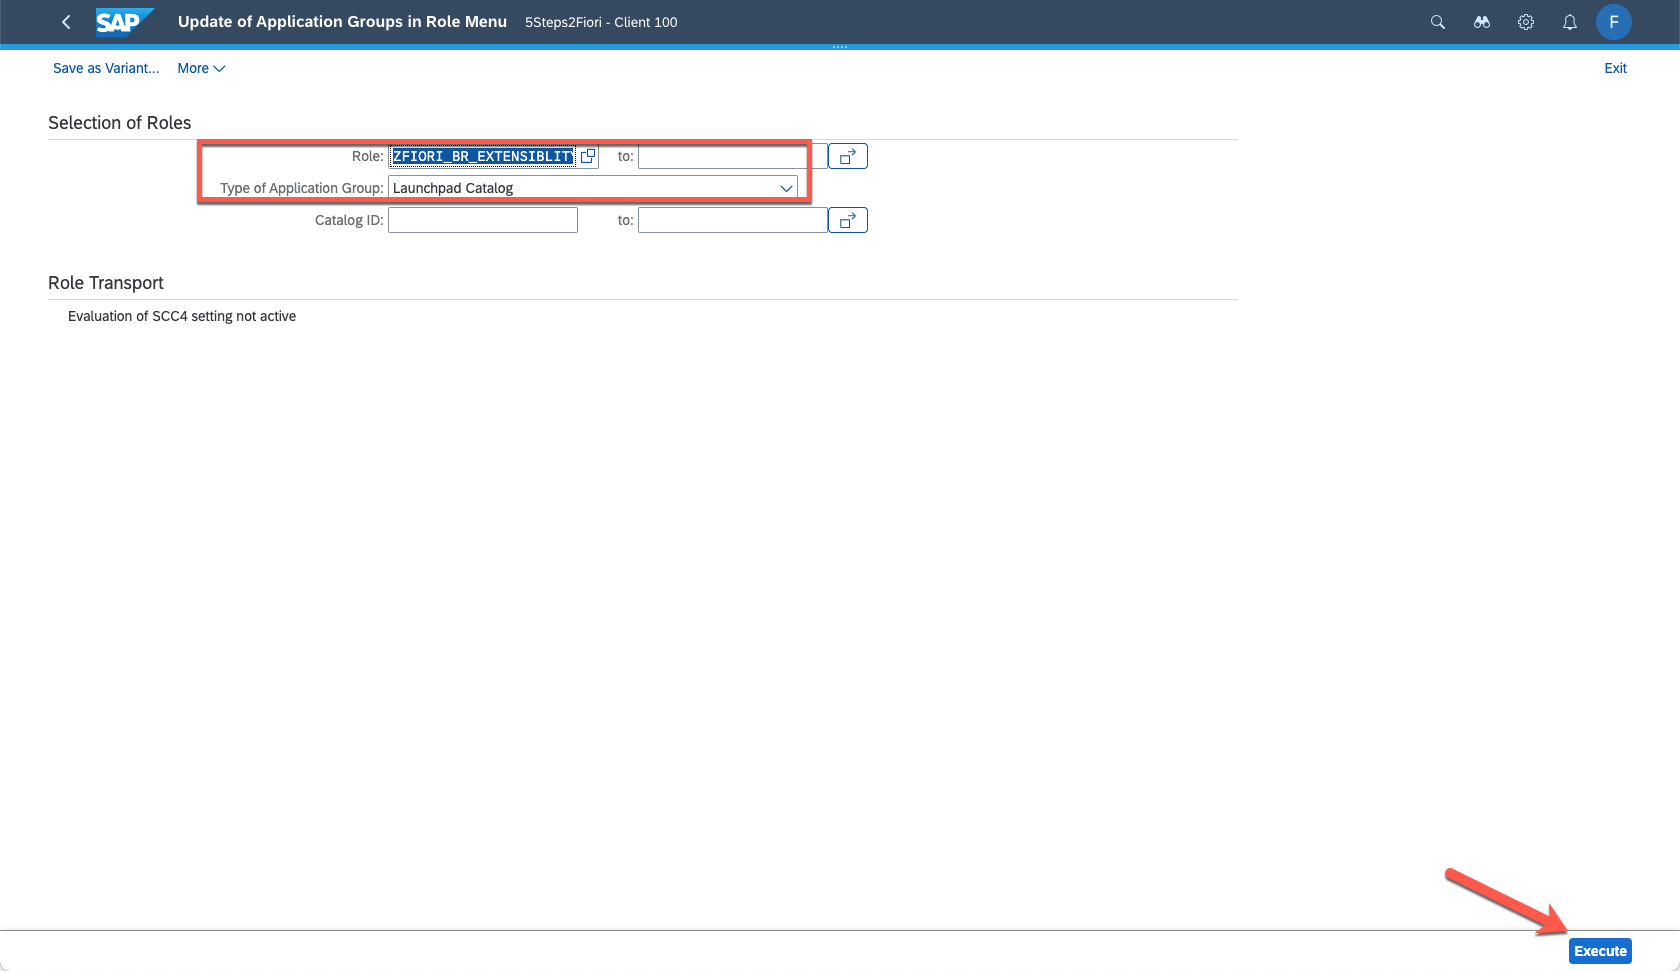 SAP Update of Application Groups in Role Menu 5Steps2Fiori - Client 100 F
Save as Variant... More Exit
Selection of Roles
Role: ZFIORI_BR_EXTENSIBLITY to:
Type of Application Group: Launchpad Catalog
Catalog ID: to:
Role Transport
Evaluation of SCC4 setting not active
Execute